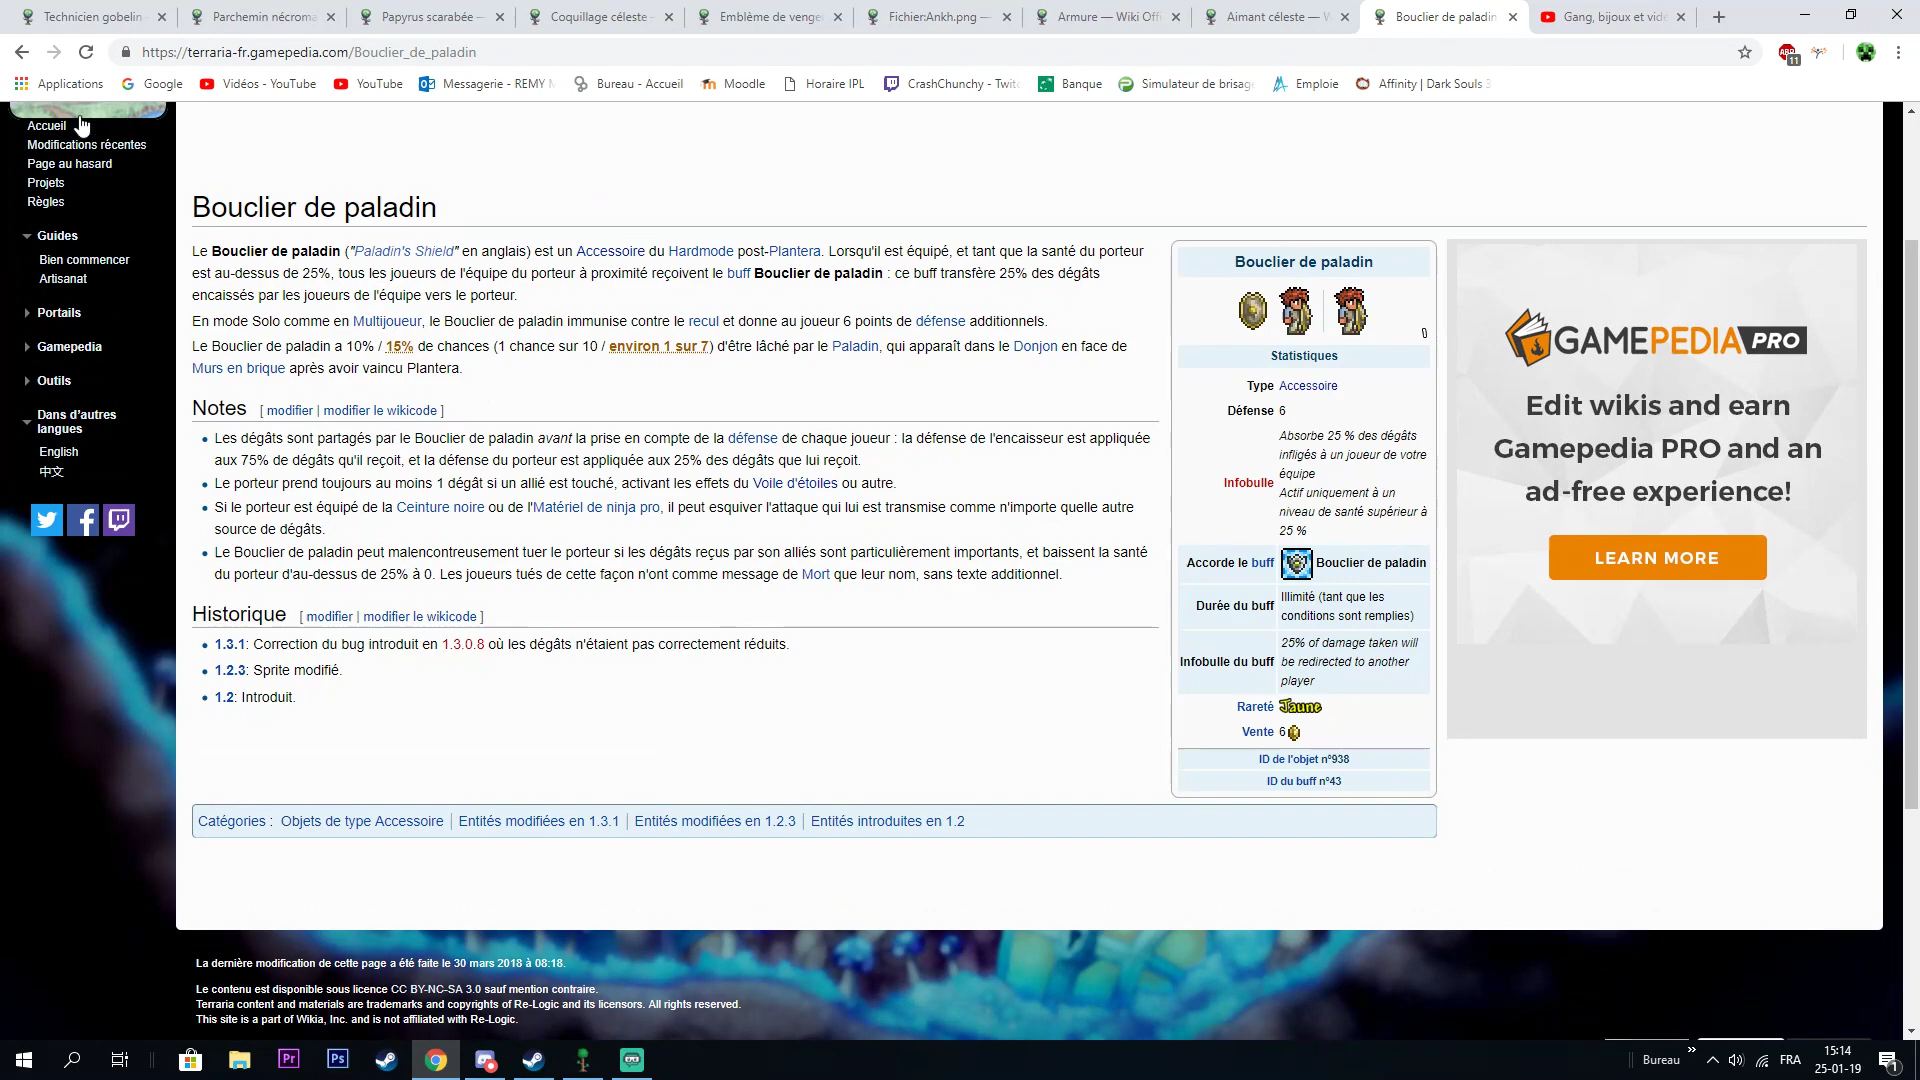 Technicien gobelin
Parchemin nécroma
Papyrus scarabée —
Coquillage céleste -
Emblème de venge
Fichier:Ankh.png —
Armure — Wiki Offi
Aimant céleste — W
Bouclier de paladin
Gang, bijoux et vidé
https://terraria-fr.gamepedia.com/Bouclier_de_paladin
ABP
11
Applications
Google
Vidéos - YouTube
YouTube
Messagerie - REMY M
Bureau - Accueil
Moodle
Horaire IPL
CrashChunchy - Twitc
Banque
Simulateur de brisag
Emploie
Affinity | Dark Souls 3
Accueil
Modifications récentes
Page au hasard
Projets
Règles
Guides
Bien commencer
Artisanat
Portails
Gamepedia
Outils
Dans d'autres
langues
English
中文
Bouclier de paladin
Le Bouclier de paladin ("Paladin's Shield" en anglais) est un Accessoire du Hardmode post-Plantera. Lorsqu'il est équipé, et tant que la santé du porteur
est au-dessus de 25%, tous les joueurs de l'équipe du porteur à proximité reçoivent le buff Bouclier de paladin : ce buff transfère 25% des dégâts
encaissés par les joueurs de l'équipe vers le porteur.
En mode Solo comme en Multijoueur, le Bouclier de paladin immunise contre le recul et donne au joueur 6 points de défense additionnels.
Le Bouclier de paladin a 10% / 15% de chances (1 chance sur 10 / environ 1 sur 7) d'être lâché par le Paladin, qui apparaît dans le Donjon en face de
Murs en brique après avoir vaincu Plantera.
Notes [ modifier | modifier le wikicode ]
• Les dégâts sont partagés par le Bouclier de paladin avant la prise en compte de la défense de chaque joueur : la défense de l'encaisseur est appliquée
aux 75% de dégâts qu'il reçoit, et la défense du porteur est appliquée aux 25% des dégâts que lui reçoit.
• Le porteur prend toujours au moins 1 dégât si un allié est touché, activant les effets du Voile d'étoiles ou autre.
• Si le porteur est équipé de la Ceinture noire ou de l'Matériel de ninja pro, il peut esquiver l'attaque qui lui est transmise comme n'importe quelle autre
source de dégâts.
• Le Bouclier de paladin peut malencontreusement tuer le porteur si les dégâts reçus par son alliés sont particulièrement importants, et baissent la santé
du porteur d'au-dessus de 25% à 0. Les joueurs tués de cette façon n'ont comme message de Mort que leur nom, sans texte additionnel.
Historique [ modifier | modifier le wikicode ]
• 1.3.1: Correction du bug introduit en 1.3.0.8 où les dégâts n'étaient pas correctement réduits.
• 1.2.3: Sprite modifié.
• 1.2: Introduit.
Bouclier de paladin
Statistiques
Type Accessoire
Défense 6
Infobulle
Absorbe 25 % des dégâts
infligés à un joueur de votre
équipe
Actif uniquement à un
niveau de santé supérieur à
25 %
Accorde le buff Bouclier de paladin
Durée du buff
Illimité (tant que les
conditions sont remplies)
Infobulle du buff
25% of damage taken will
be redirected to another
player
Rareté Jaune
Vente 6
ID de l'objet n°938
ID du buff n°43
GAMEPEDIA PRO
Edit wikis and earn
Gamepedia PRO and an
ad-free experience!
LEARN MORE
Catégories : Objets de type Accessoire | Entités modifiées en 1.3.1 | Entités modifiées en 1.2.3 | Entités introduites en 1.2
La dernière modification de cette page a été faite le 30 mars 2018 à 08:18.
Le contenu est disponible sous licence CC BY-NC-SA 3.0 sauf mention contraire.
Terraria content and materials are trademarks and copyrights of Re-Logic and its licensors. All rights reserved.
This site is a part of Wikia, Inc. and is not affiliated with Re-Logic.
Pr
Ps
Bureau
FRA
15:14
25-01-19
1